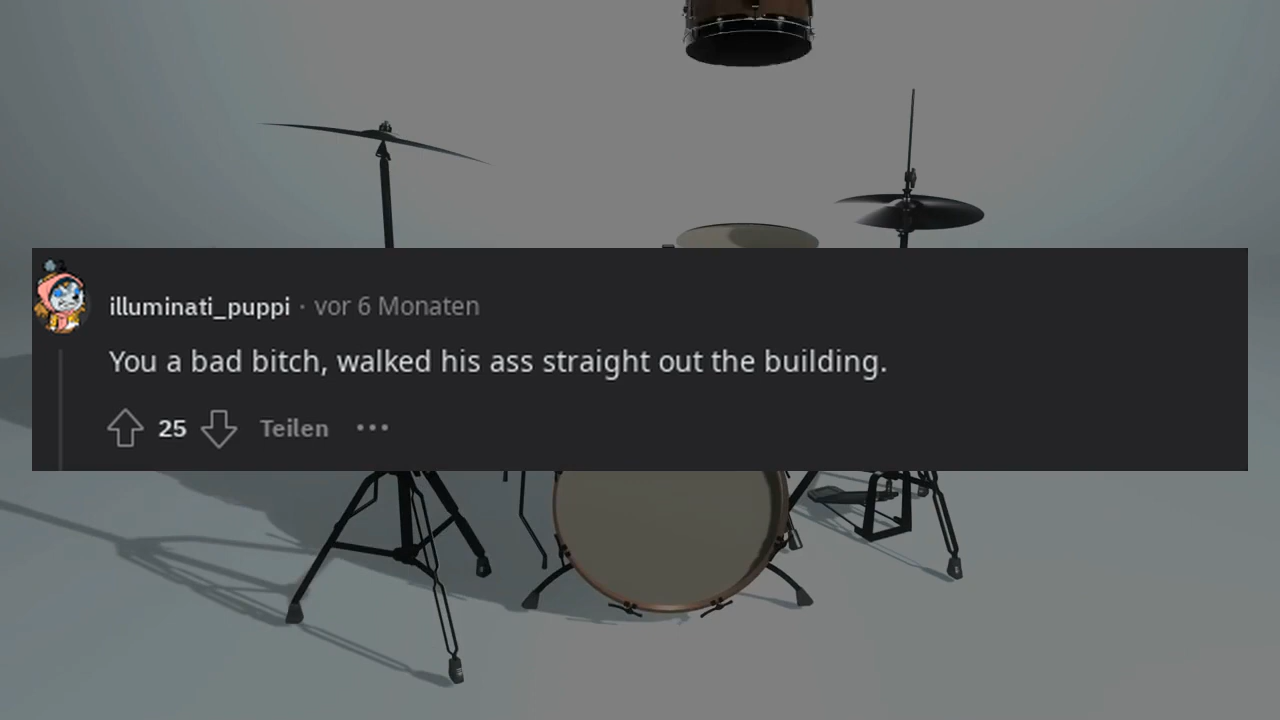 illuminati_puppi · vor 6 Monaten
You a bad bitch, walked his ass straight out the building.
25 Teilen